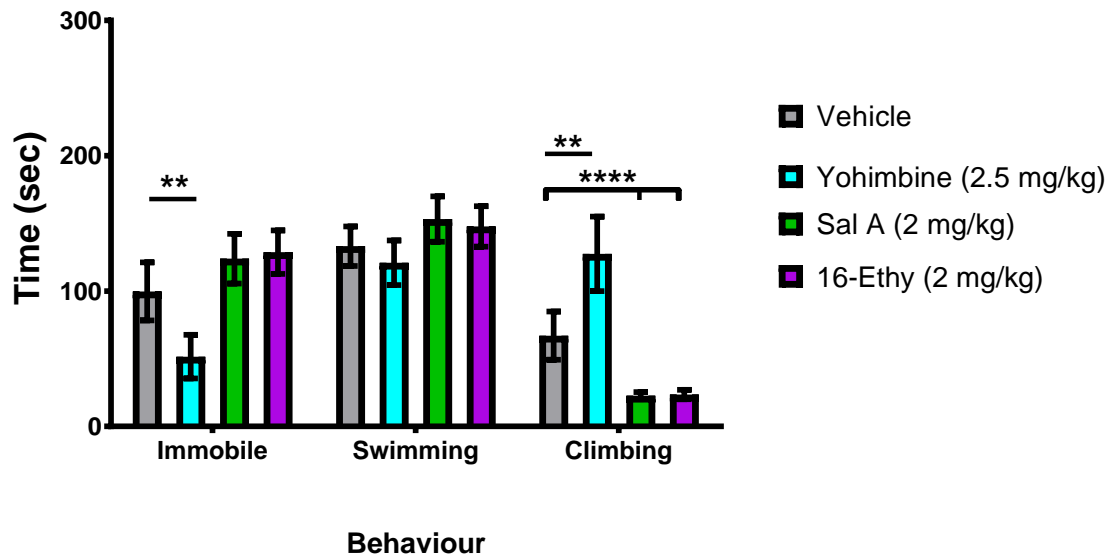 300
200
100
0
Time (sec)
**
**
****
Immobile
Swimming
Climbing
Behaviour
Vehicle
Yohimbine (2.5 mg/kg)
Sal A (2 mg/kg)
16-Ethy (2 mg/kg)